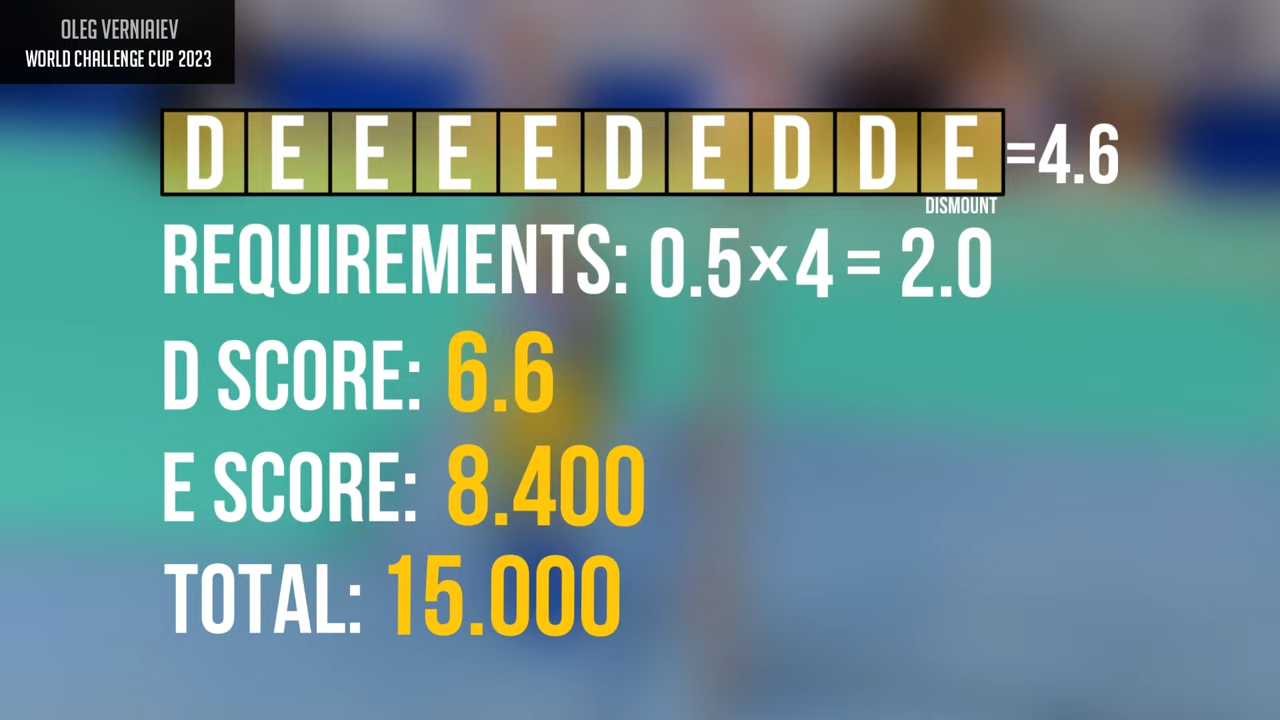 OLEG VERNIAIEV
WORLD CHALLENGE CUP 2023
D E E E E D E D D E =4.6
DISMOUNT
REQUIREMENTS: 0.5×4 = 2.0
D SCORE: 6.6
E SCORE: 8.400
TOTAL: 15.000